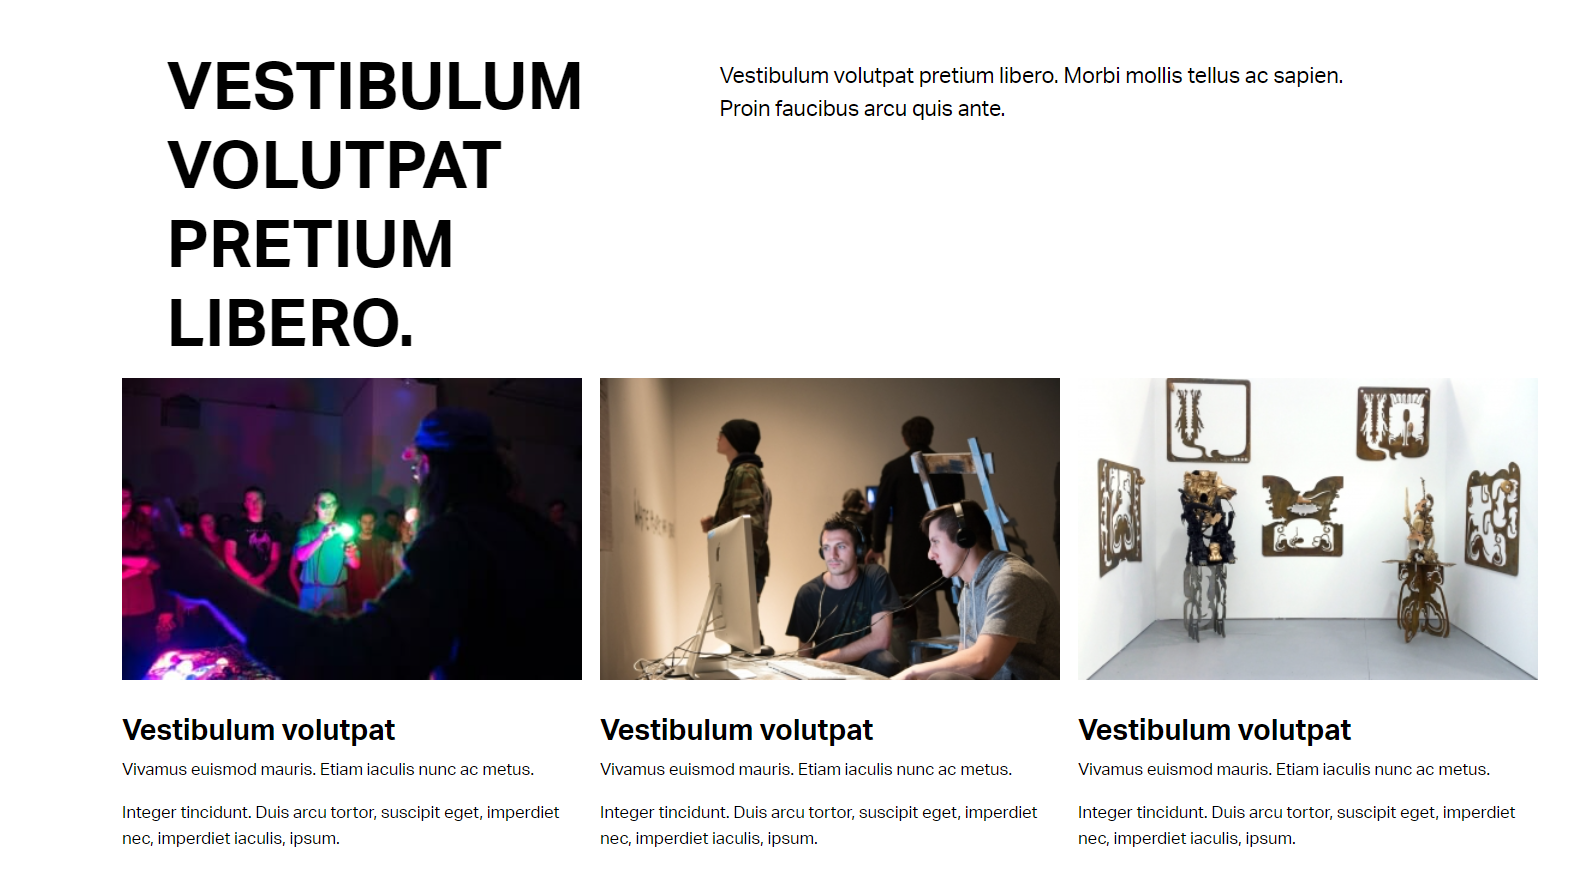 VESTIBULUM
VOLUTPAT
PRETIUM
LIBERO.
Vestibulum volutpat pretium libero. Morbi mollis tellus ac sapien.
Proin faucibus arcu quis ante.
Vestibulum volutpat
Vivamus euismod mauris. Etiam iaculis nunc ac metus.
Integer tincidunt. Duis arcu tortor, suscipit eget, imperdiet
nec, imperdiet iaculis, ipsum.
Vestibulum volutpat
Vivamus euismod mauris. Etiam iaculis nunc ac metus.
Integer tincidunt. Duis arcu tortor, suscipit eget, imperdiet
nec, imperdiet iaculis, ipsum.
Vestibulum volutpat
Vivamus euismod mauris. Etiam iaculis nunc ac metus.
Integer tincidunt. Duis arcu tortor, suscipit eget, imperdiet
nec, imperdiet iaculis, ipsum.